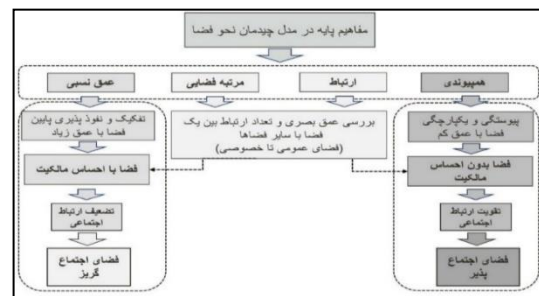 مفاهیم پایه در مدل چیدمان نحو فضا
همپیوندی
ارتباط
مرتبه فضایی
عمق نسبی
پیوستگی و یکپارچگی
فضا با عمق کم
بررسی عمق بصری و تعداد ارتباط بین یک
فضا با سایر فضاها
(فضای عمومی تا خصوصی)
تفکیک و نفوذ پذیری پایین
فضا با عمق زیاد
فضا بدون احساس
مالکیت
فضا با احساس مالکیت
تقویت ارتباط
اجتماعی
تضعیف ارتباط
اجتماعی
فضای اجتماع
پذیر
فضای اجتماع
گریز